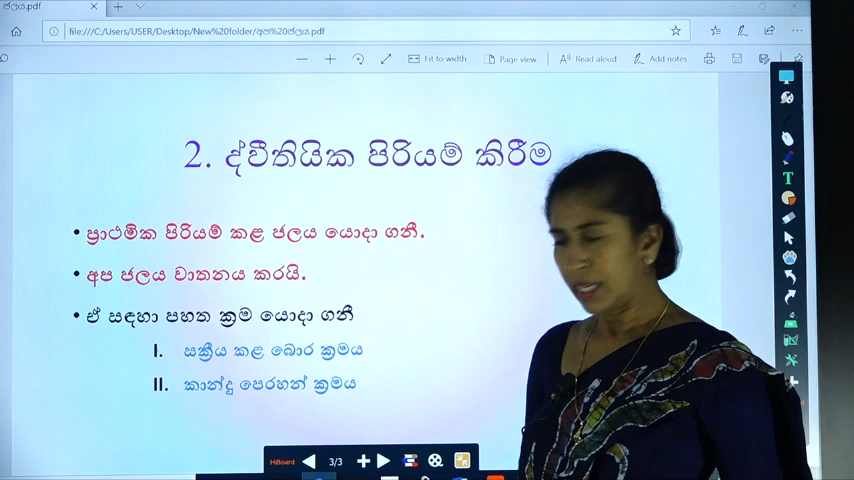 ජලය.pdf
file:///C:/Users/USER/Desktop/New%20folder/අප%20ජලය.pdf
Fit to width
Page view
Read aloud
Add notes
2. ද්වීතියික පිරියම් කිරීම
• ප්‍රාථමික පිරියම් කළ ජලය යොදා ගනී.
• අප ජලය වාතනය කරයි.
• ඒ සඳහා පහත ක්‍රම යොදා ගනී
I. සක්‍රීය කළ බොර ක්‍රමය
II. කාන්දු පෙරහන් ක්‍රමය
HiBoard
3/3
T